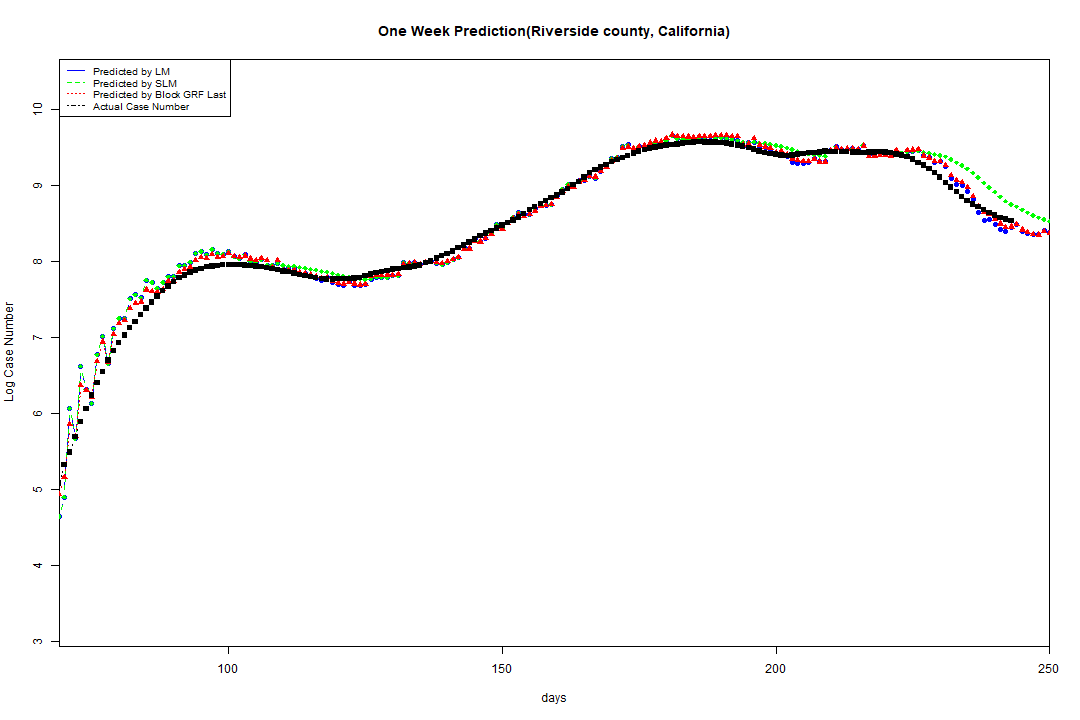 One Week Prediction(Riverside county, California)
Predicted by LM
Predicted by SLM
Predicted by Block GRF Last
Actual Case Number
10
9
8
7
6
5
4
3
Log Case Number
100
150
200
250
days